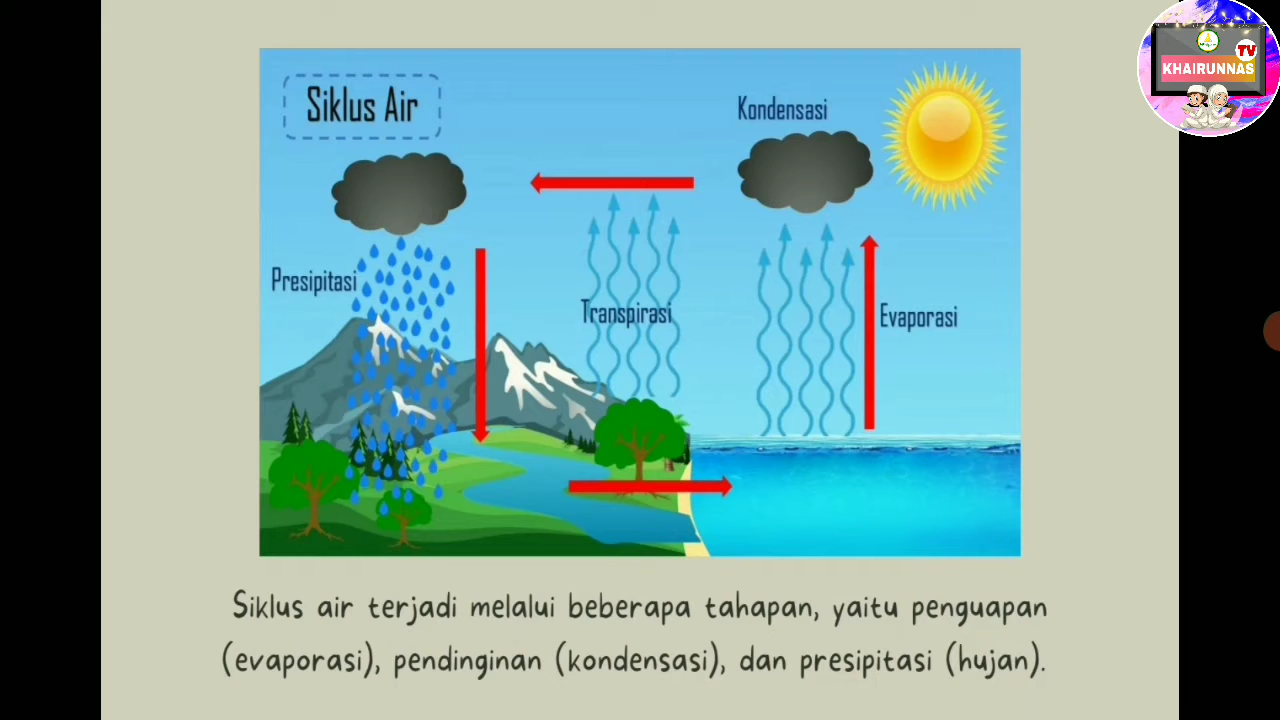 Siklus Air
Kondensasi
Presipitasi
Transpirasi
Evaporasi
Siklus air terjadi melalui beberapa tahapan, yaitu penguapan
(evaporasi), pendinginan (kondensasi), dan presipitasi (hujan).
TV
KHAIRUNNAS